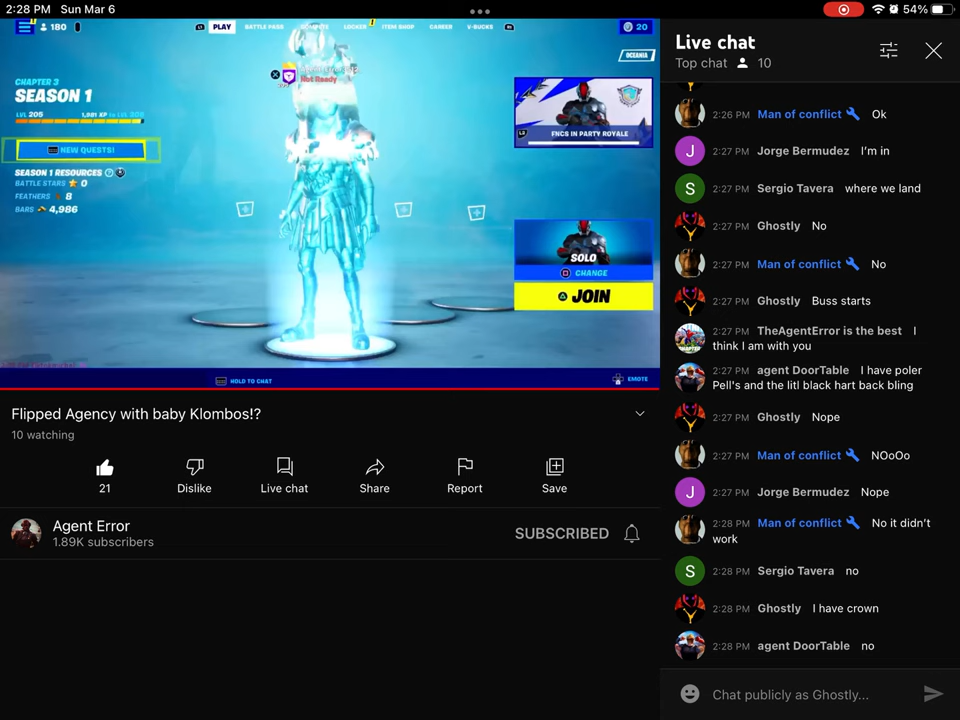 2:28 PM Sun Mar 6
54%
180
PLAY
BATTLE PASS
LOCKER
ITEM SHOP
CAREER
V-BUCKS
20
OCEANIA
Not Ready
CHAPTER 3
SEASON 1
LVL 205
NEW QUESTS!
SEASON 1 RESOURCES
BATTLE STARS 0
FEATHERS 8
BARS 4,986
FNCS IN PARTY ROYALE
SOLO
CHANGE
JOIN
HOLD TO CHAT
EMOTE
Flipped Agency with baby Klombos!?
10 watching
21
Dislike
Live chat
Share
Report
Save
Agent Error
1.89K subscribers
SUBSCRIBED
Live chat
Top chat 10
2:26 PM Man of conflict Ok
2:27 PM Jorge Bermudez I'm in
2:27 PM Sergio Tavera where we land
2:27 PM Ghostly No
2:27 PM Man of conflict No
2:27 PM Ghostly Buss starts
2:27 PM TheAgentError is the best I
think I am with you
2:27 PM agent DoorTable I have poler
Pell's and the litl black hart back bling
2:27 PM Ghostly Nope
2:27 PM Man of conflict NOoOo
2:27 PM Jorge Bermudez Nope
2:28 PM Man of conflict No it didn't
work
2:28 PM Sergio Tavera no
2:28 PM Ghostly I have crown
2:28 PM agent DoorTable no
Chat publicly as Ghostly...